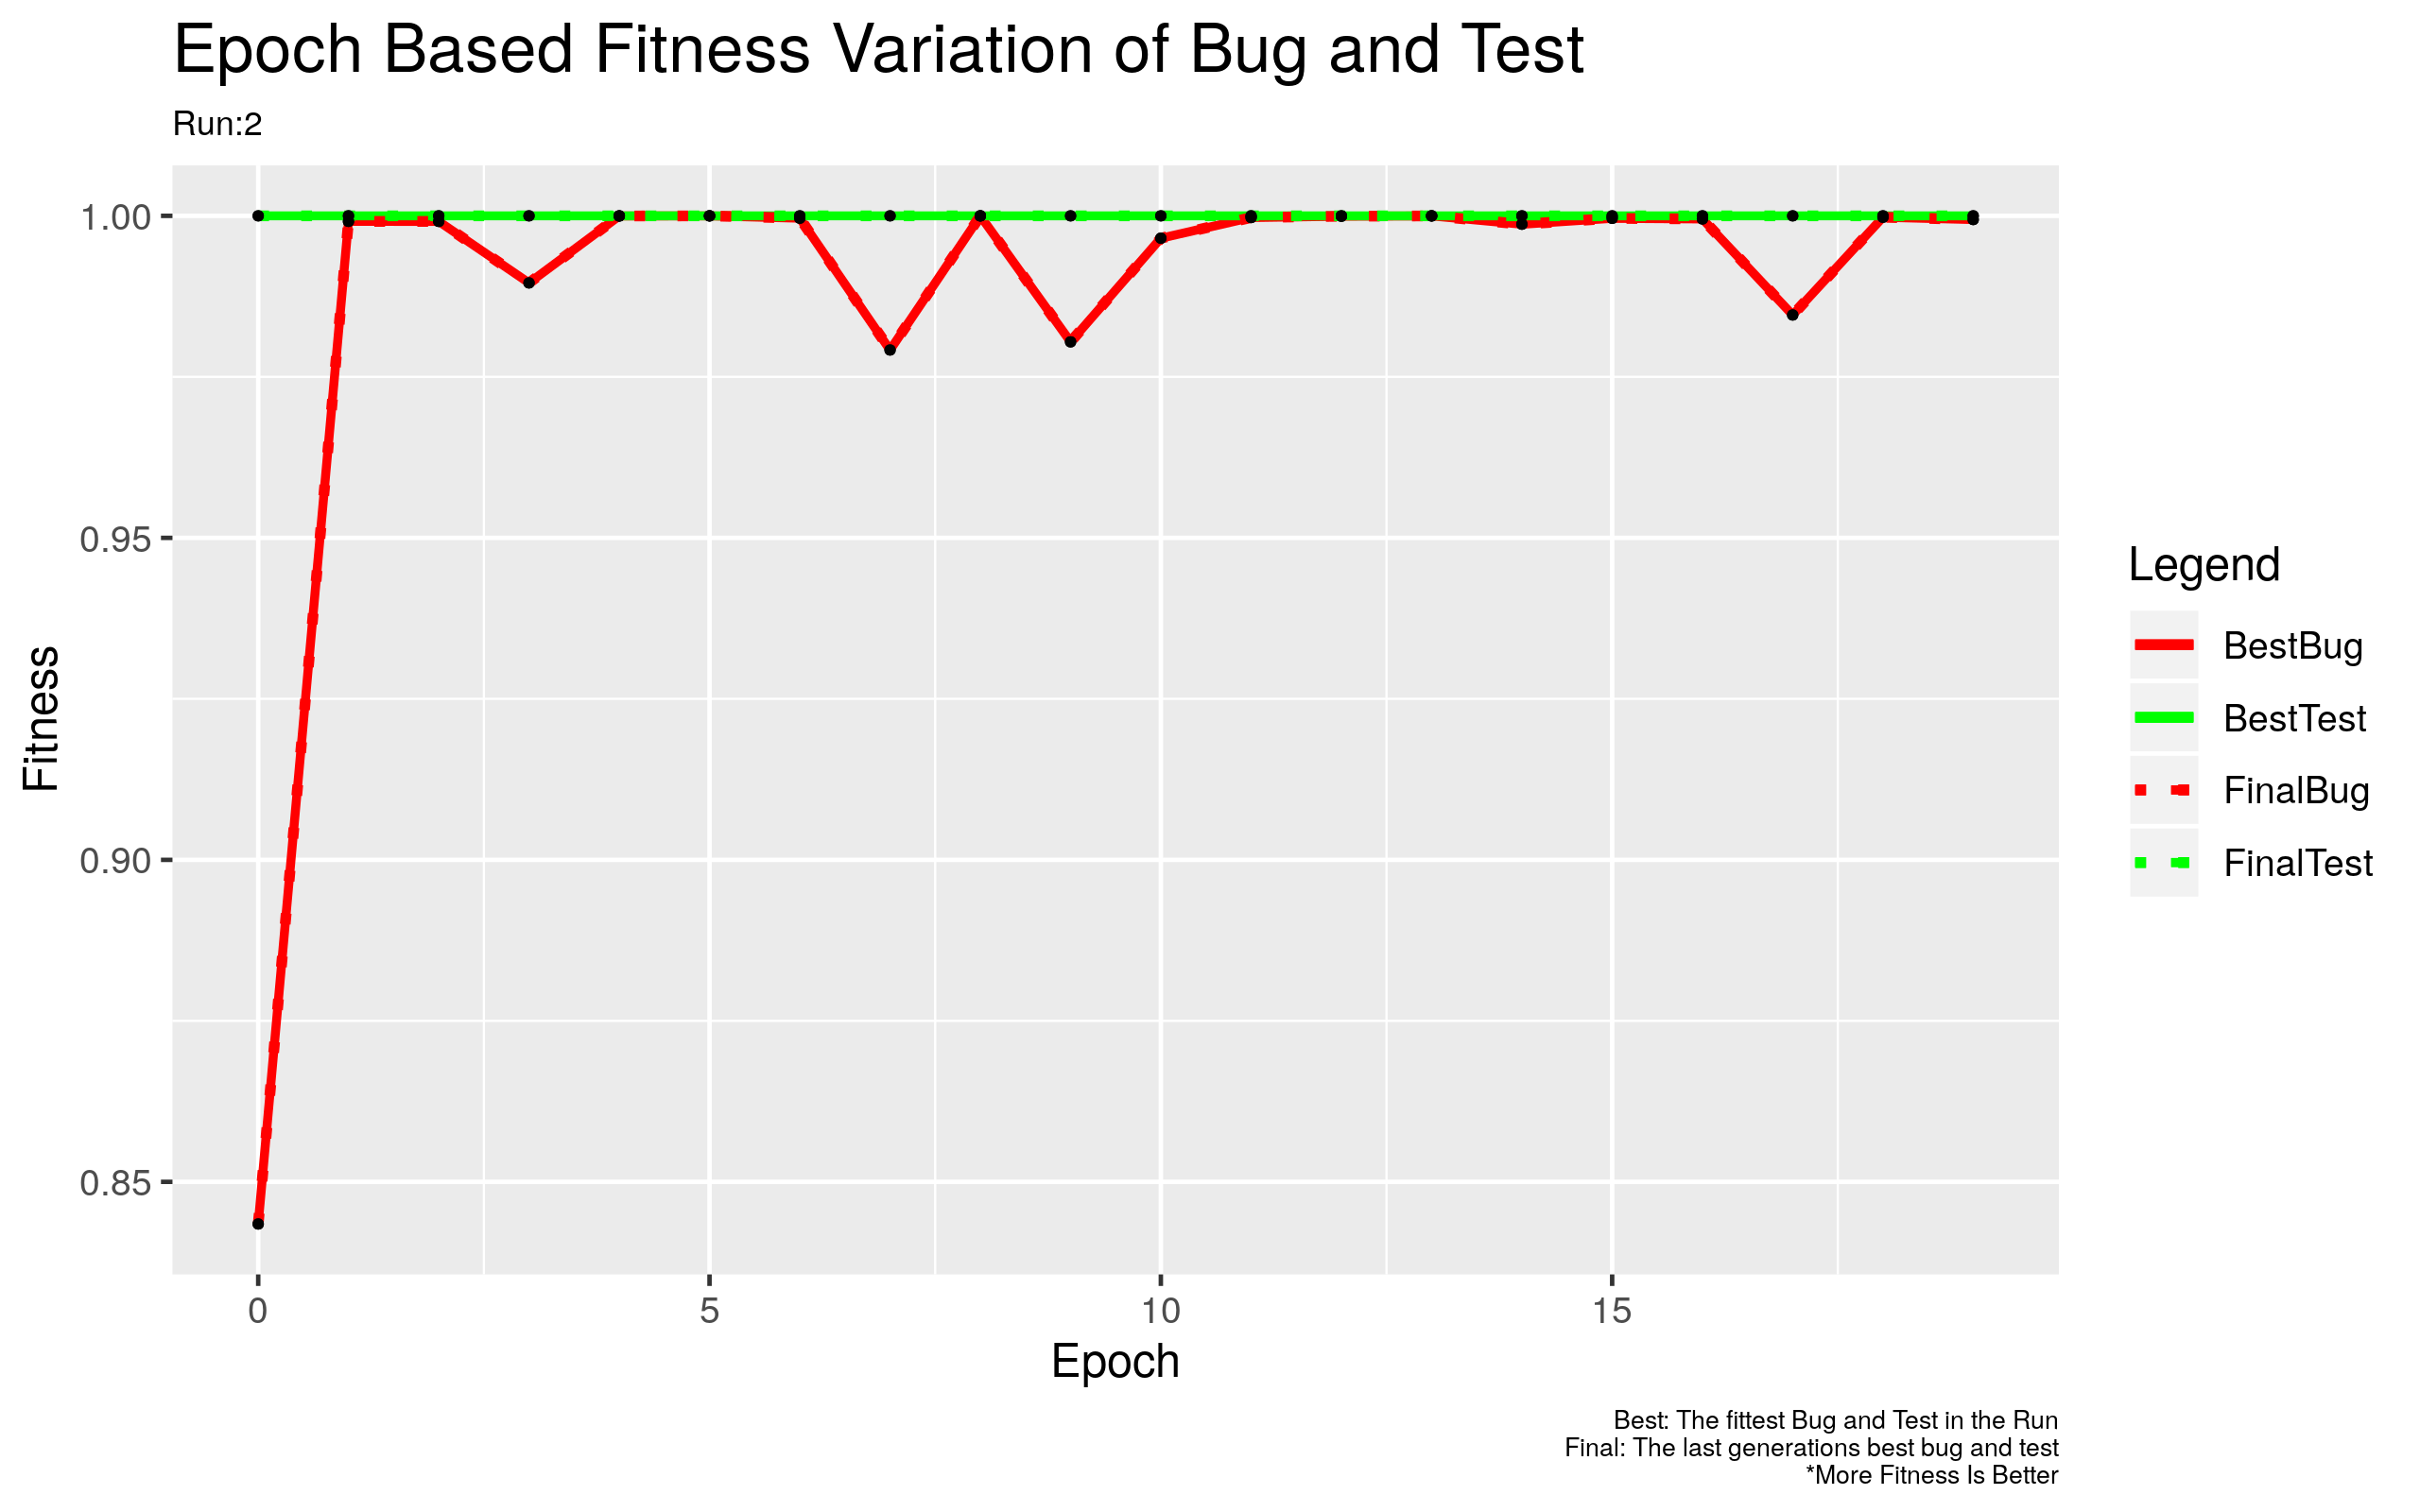 Epoch Based Fitness Variation of Bug and Test
Run:2
1.00
0.95
0.90
0.85
Fitness
0
5
10
15
Epoch
Legend
BestBug
BestTest
FinalBug
FinalTest
Best: The fittest Bug and Test in the Run
Final: The last generations best bug and test
*More Fitness Is Better